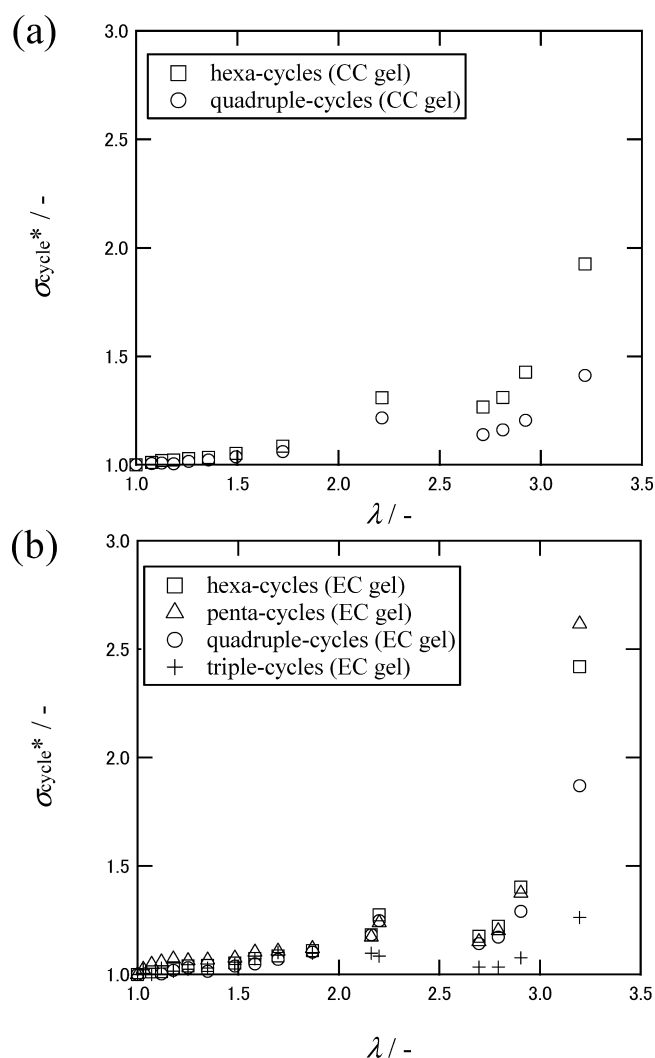 (a)
3.0
hexa-cycles (CC gel)
quadruple-cycles (CC gel)
2.5
σcycle* / -
2.0
1.5
1.0
1.0 1.5 2.0 2.5 3.0 3.5
λ / -
(b)
3.0
hexa-cycles (EC gel)
penta-cycles (EC gel)
quadruple-cycles (EC gel)
triple-cycles (EC gel)
2.5
σcycle* / -
2.0
1.5
1.0
1.0 1.5 2.0 2.5 3.0 3.5
λ / -